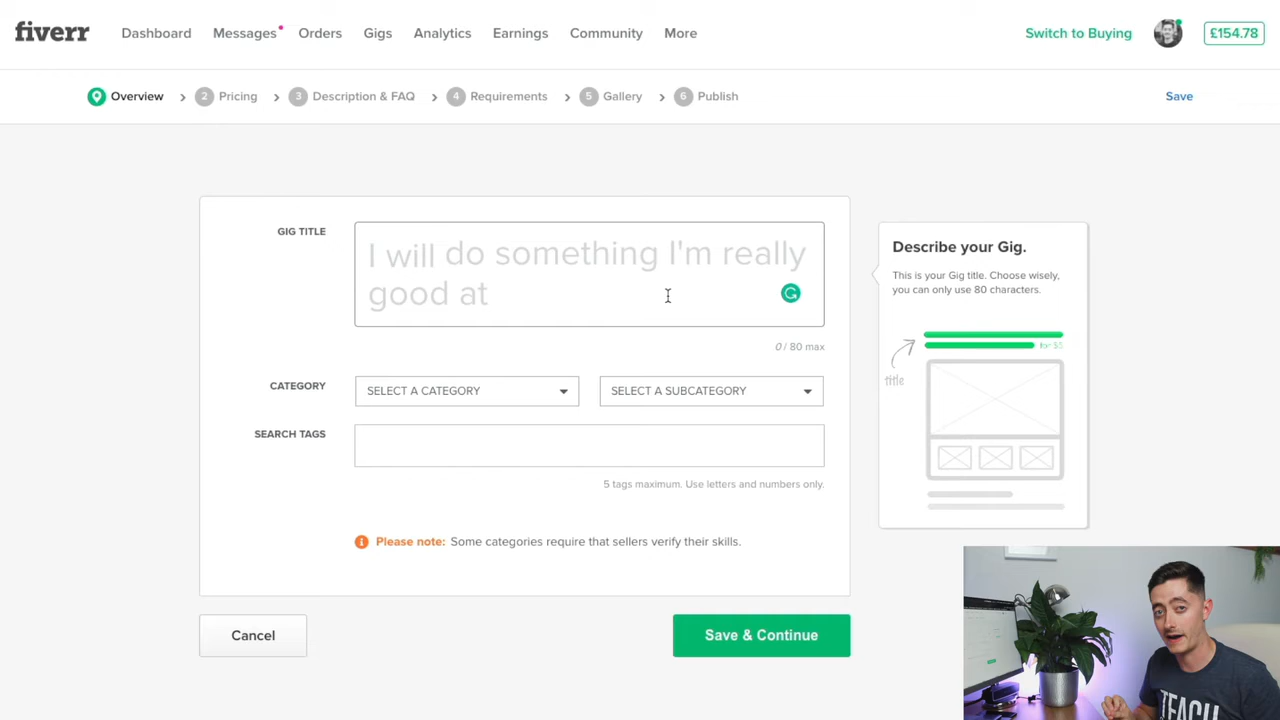 fiverr Dashboard Messages Orders Gigs Analytics Earnings Community More Switch to Buying £154.78
Overview 2 Pricing 3 Description & FAQ 4 Requirements 5 Gallery 6 Publish Save
GIG TITLE
I will do something I'm really
good at
0 / 80 max
CATEGORY SELECT A CATEGORY SELECT A SUBCATEGORY
SEARCH TAGS
5 tags maximum. Use letters and numbers only.
Please note: Some categories require that sellers verify their skills.
Cancel Save & Continue
Describe your Gig.
This is your Gig title. Choose wisely,
you can only use 80 characters.
for $5
title
TEACH